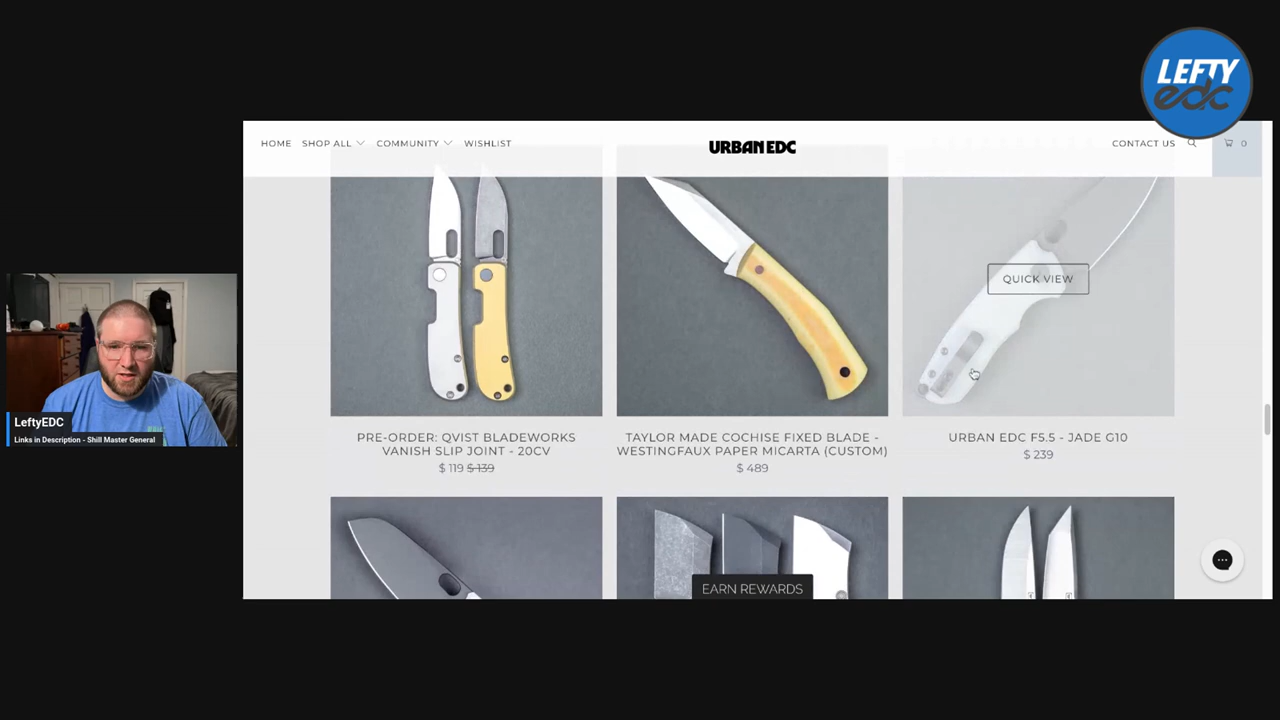 LEFTY
edc
HOME SHOP ALL COMMUNITY WISHLIST
URBAN EDC
CONTACT US 0
QUICK VIEW
PRE-ORDER: QVIST BLADEWORKS
VANISH SLIP JOINT - 20CV
$ 119 $ 139
TAYLOR MADE COCHISE FIXED BLADE -
WESTINGFAUX PAPER MICARTA (CUSTOM)
$ 489
URBAN EDC F5.5 - JADE G10
$ 239
LeftyEDC
Links in Description - Shill Master General
EARN REWARDS